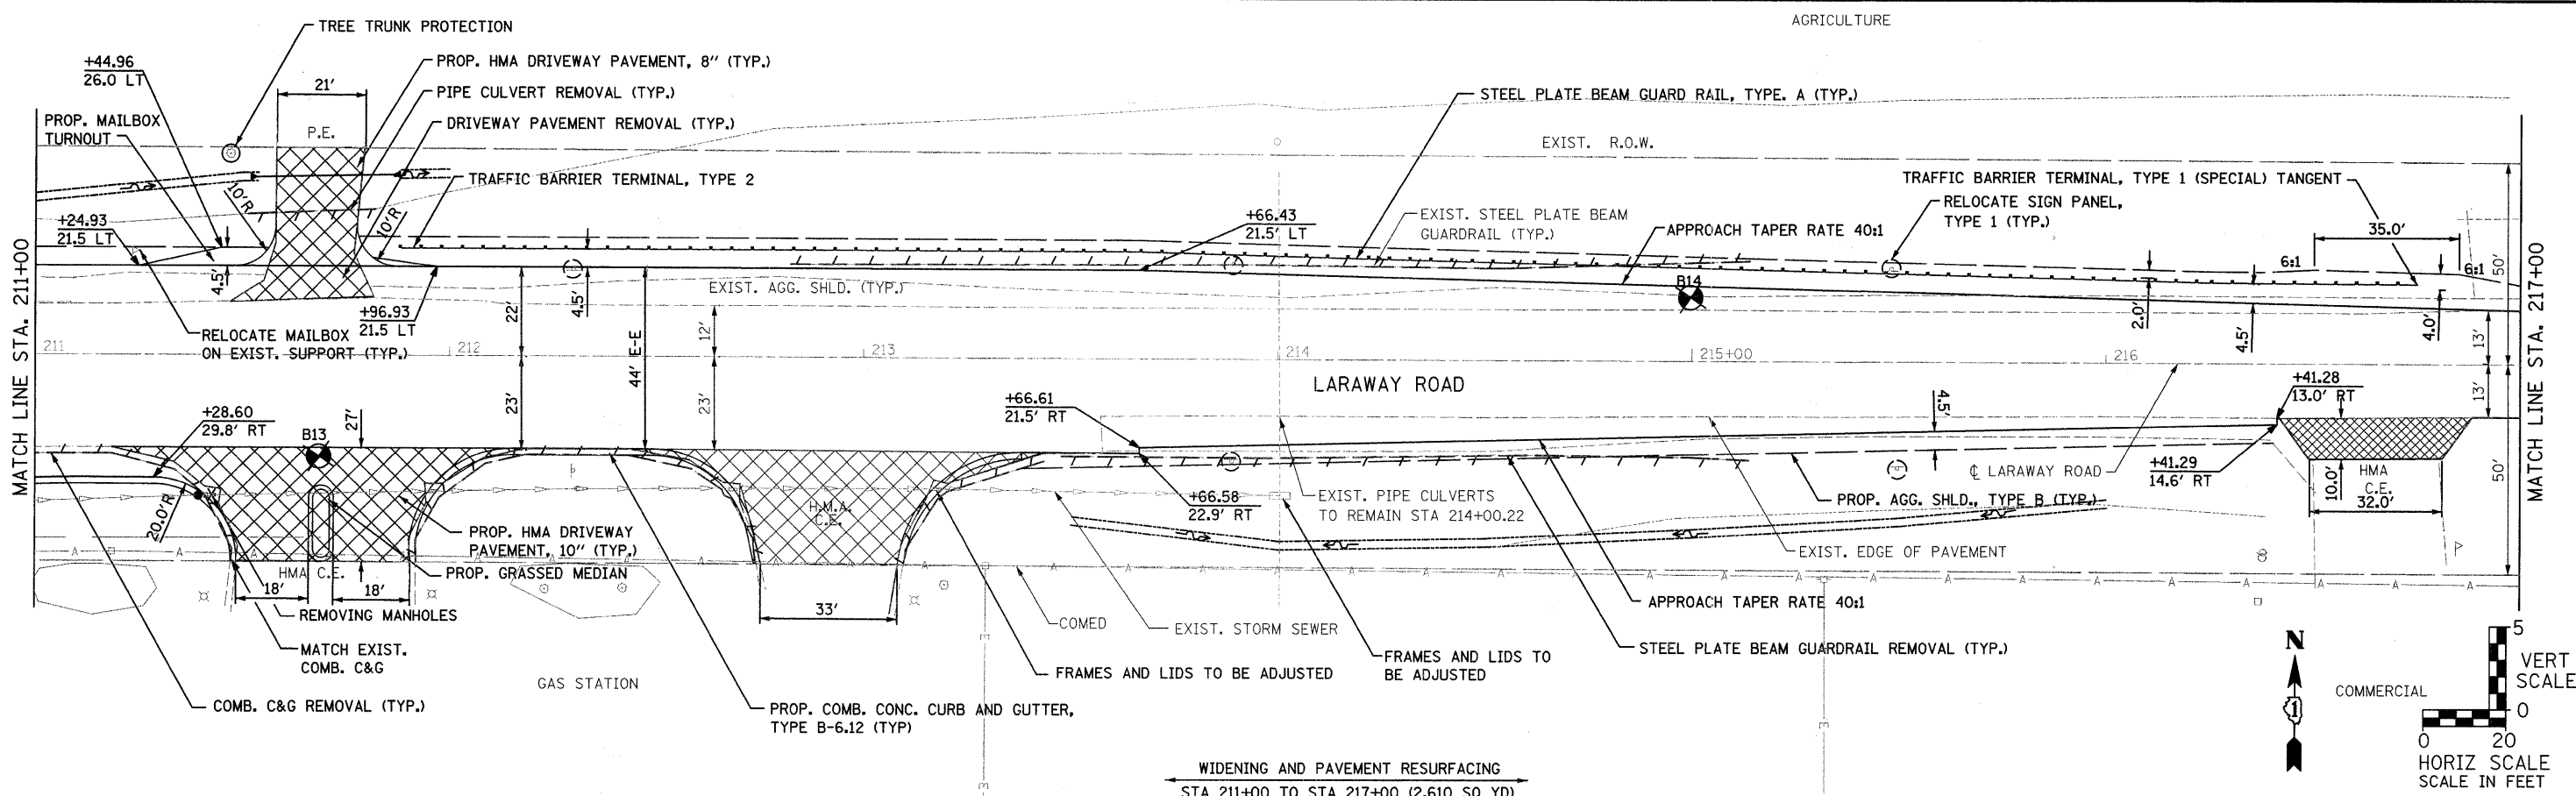 AGRICULTURE
TREE TRUNK PROTECTION
+44.96
26.0 LT
PROP. HMA DRIVEWAY PAVEMENT, 8" (TYP.)
21'
PIPE CULVERT REMOVAL (TYP.)
STEEL PLATE BEAM GUARD RAIL, TYPE. A (TYP.)
PROP. MAILBOX
TURNOUT
P.E.
DRIVEWAY PAVEMENT REMOVAL (TYP.)
EXIST. R.O.W.
TRAFFIC BARRIER TERMINAL, TYPE 2
TRAFFIC BARRIER TERMINAL, TYPE 1 (SPECIAL) TANGENT
10'R
10'R
+24.93
21.5 LT
+66.43
21.5' LT
EXIST. STEEL PLATE BEAM
GUARDRAIL (TYP.)
APPROACH TAPER RATE 40:1
RELOCATE SIGN PANEL,
TYPE 1 (TYP.)
35.0'
6:1
6:1
50'
4.5'
EXIST. AGG. SHLD. (TYP.)
B14
+96.93
21.5 LT
22'
4.5'
12'
2.0'
4.5'
4.0'
13'
RELOCATE MAILBOX
ON EXIST. SUPPORT (TYP.)
MATCH LINE STA. 211+00
MATCH LINE STA. 217+00
211
212
213
214
215+00
216
LARAWAY ROAD
44' E-E
23'
23'
27'
13'
+41.28
13.0' RT
+66.61
21.5' RT
4.5'
+28.60
29.8' RT
B13
℄ LARAWAY ROAD
+41.29
14.6' RT
HMA
C.E.
10.0'
32.0'
50'
+66.58
22.9' RT
EXIST. PIPE CULVERTS
TO REMAIN STA 214+00.22
PROP. AGG. SHLD., TYPE B (TYP.)
20.0'R
H.M.A.
C.E.
PROP. HMA DRIVEWAY
PAVEMENT, 10" (TYP.)
EXIST. EDGE OF PAVEMENT
HMA C.E.
PROP. GRASSED MEDIAN
A A A A A A A A A A A A A A A A A A A A
18'
18'
33'
APPROACH TAPER RATE 40:1
REMOVING MANHOLES
COMED
EXIST. STORM SEWER
MATCH EXIST.
COMB. C&G
STEEL PLATE BEAM GUARDRAIL REMOVAL (TYP.)
FRAMES AND LIDS TO
BE ADJUSTED
FRAMES AND LIDS TO BE ADJUSTED
GAS STATION
COMB. C&G REMOVAL (TYP.)
PROP. COMB. CONC. CURB AND GUTTER,
TYPE B-6.12 (TYP)
E
E
E
E
N
1
COMMERCIAL
5
VERT
SCALE
0
0 20
HORIZ SCALE
SCALE IN FEET
WIDENING AND PAVEMENT RESURFACING
STA 211+00 TO STA 217+00 (2,610 SQ YD)